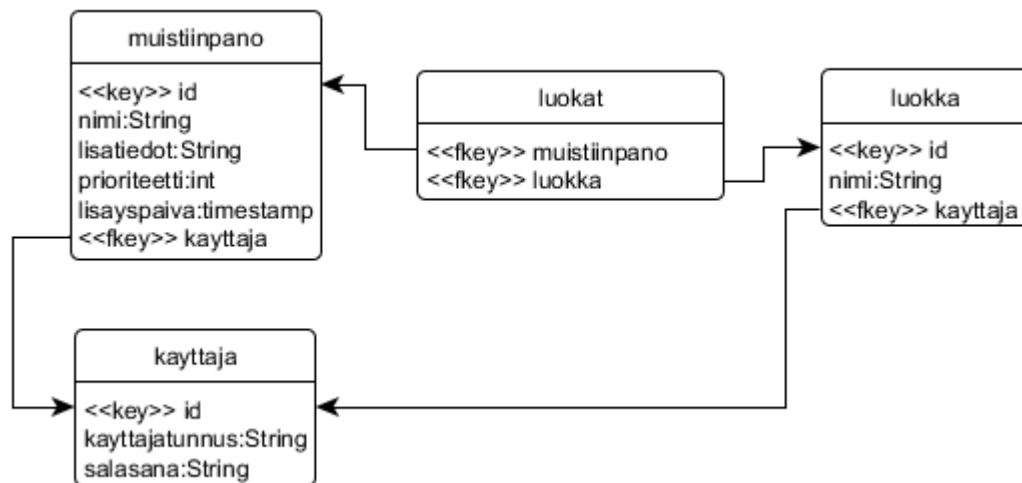 muistiinpano
<<key>> id
nimi:String
lisatiedot:String
prioriteetti:int
lisayspaiva:timestamp
<<fkey>> kayttaja
luokat
<<fkey>> muistiinpano
<<fkey>> luokka
luokka
<<key>> id
nimi:String
<<fkey>> kayttaja
kayttaja
<<key>> id
kayttajatunnus:String
salasana:String